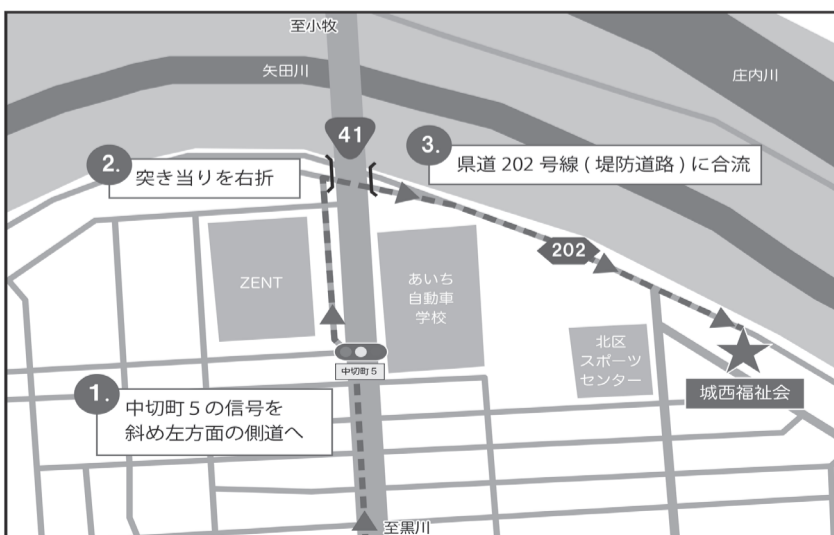 至小牧
矢田川
庄内川
41
2.
突き当りを右折
3.
県道 202 号線 ( 堤防道路 ) に合流
202
ZENT
あいち
自動車
学校
北区
スポーツ
センター
中切町 5
城西福祉会
1.
中切町 5 の信号を
斜め左方面の側道へ
至黒川